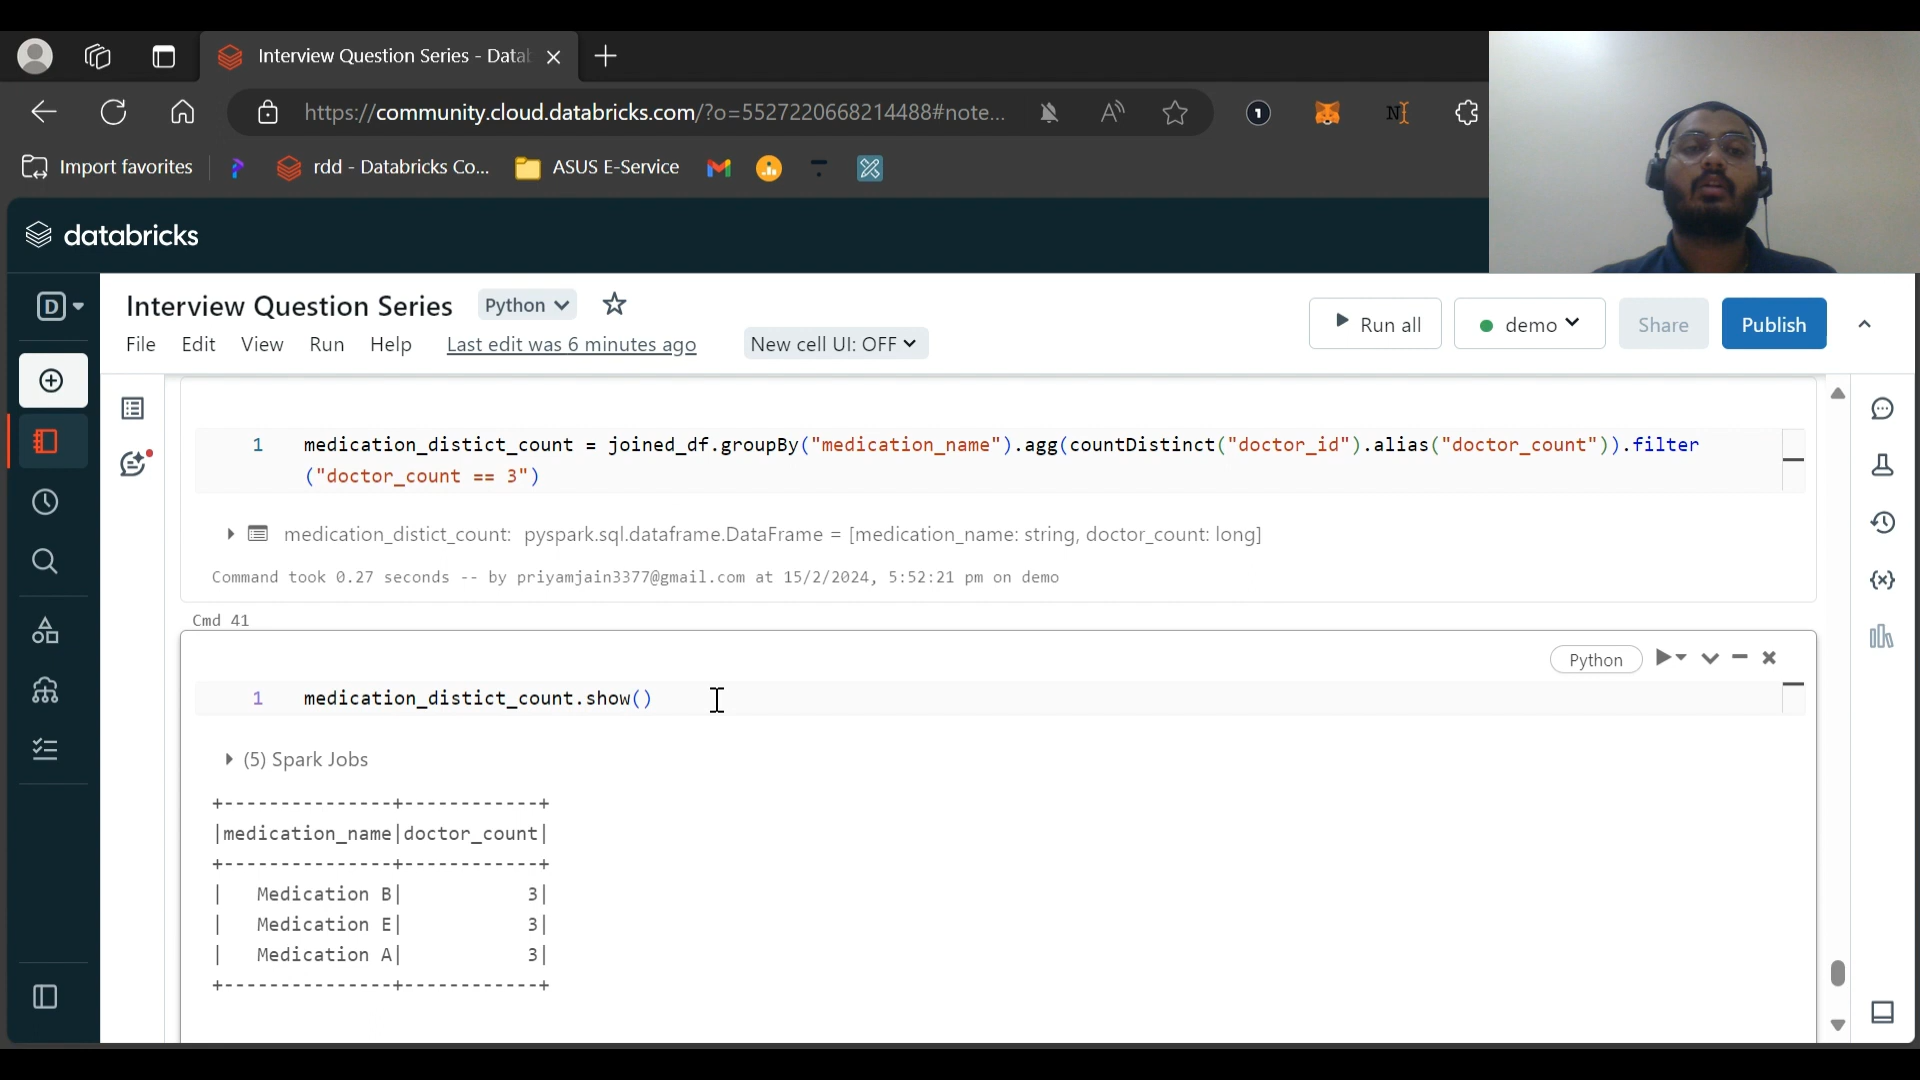 Interview Question Series - Datab
https://community.cloud.databricks.com/?o=5527220668214488#note...
Import favorites
rdd - Databricks Co...
ASUS E-Service
databricks
D
Interview Question Series
Python
File
Edit
View
Run
Help
Last edit was 6 minutes ago
New cell UI: OFF
Run all
demo
Share
Publish
1 medication_distict_count = joined_df.groupBy("medication_name").agg(countDistinct("doctor_id").alias("doctor_count")).filter
("doctor_count == 3")
medication_distict_count: pyspark.sql.dataframe.DataFrame = [medication_name: string, doctor_count: long]
Command took 0.27 seconds -- by priyamjain3377@gmail.com at 15/2/2024, 5:52:21 pm on demo
Cmd 41
Python
1 medication_distict_count.show()
(5) Spark Jobs
+---------------+------------+
|medication_name|doctor_count|
+---------------+------------+
|   Medication B|           3|
|   Medication E|           3|
|   Medication A|           3|
+---------------+------------+